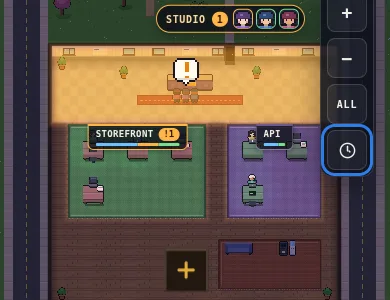 STUDIO 1
+
−
ALL
!
STOREFRONT !1
API
+